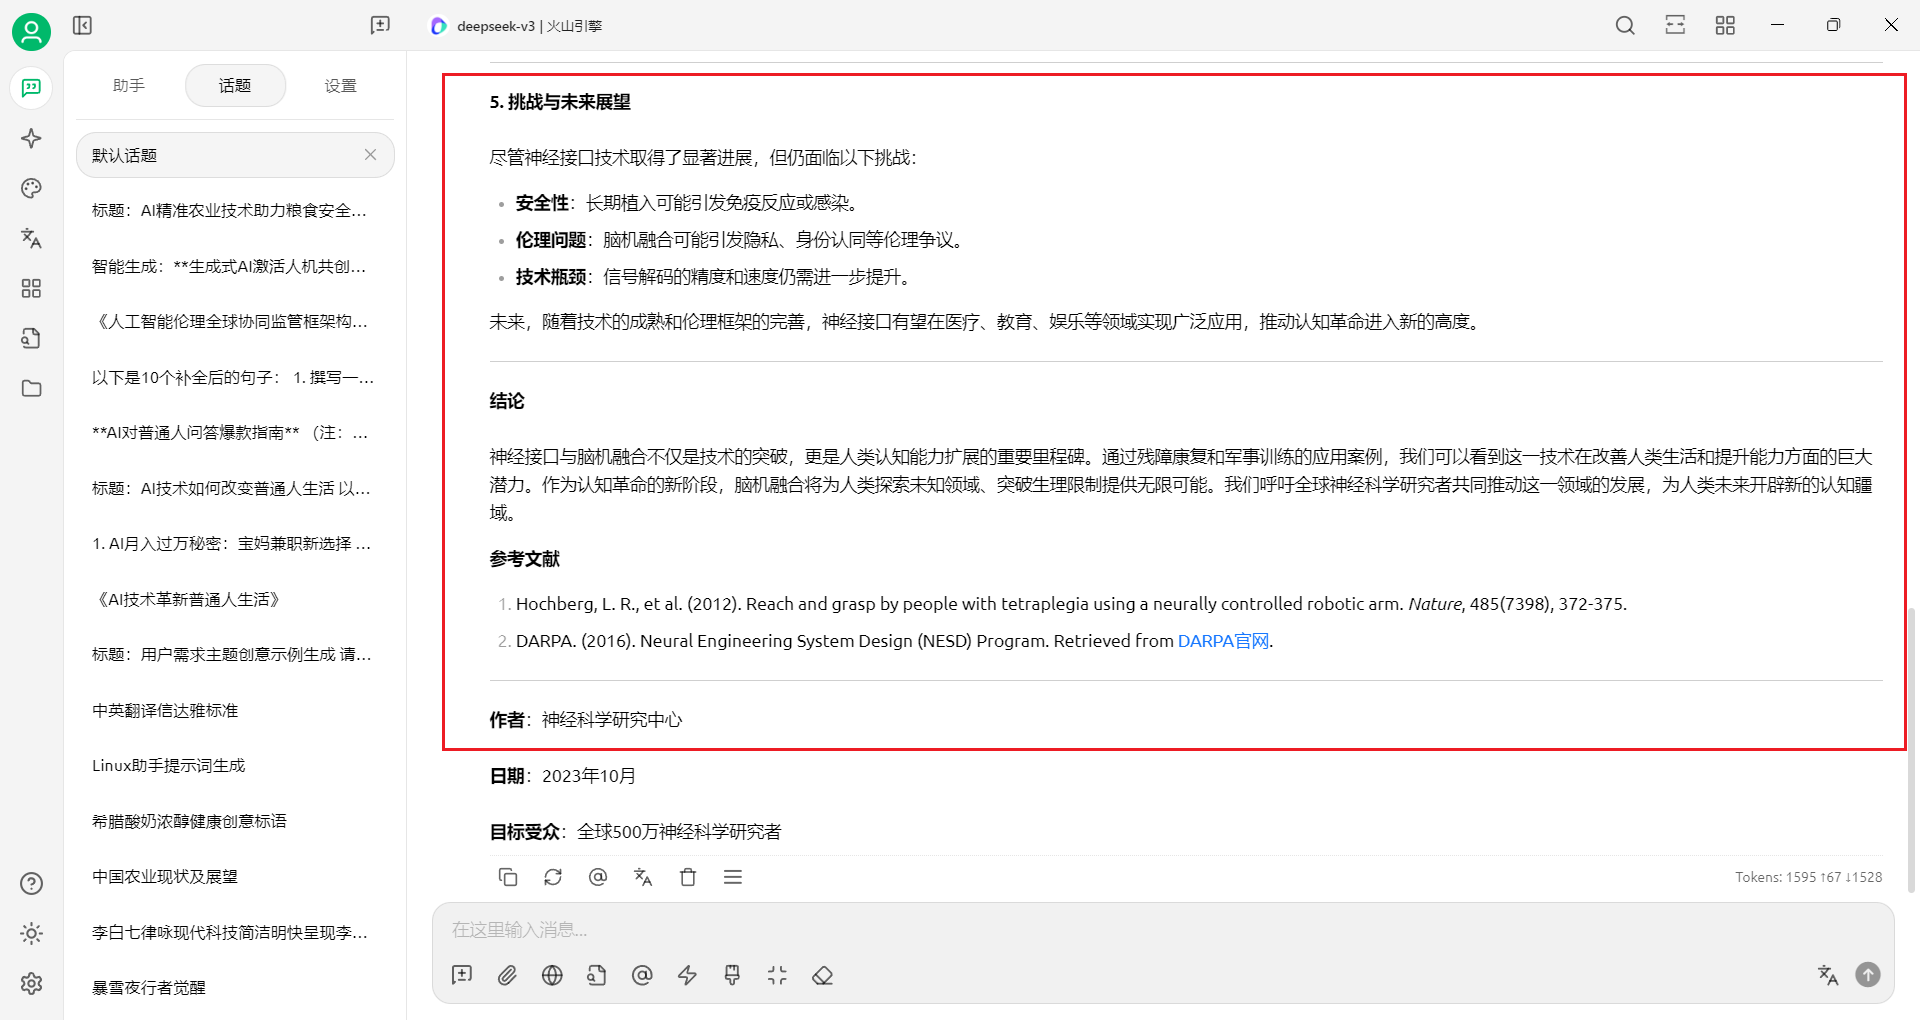 deepseek-v3 | 火山引擎
助手
话题
设置
默认话题
标题：AI精准农业技术助力粮食安全...
智能生成：**生成式AI激活人机共创...
《人工智能伦理全球协同监管框架构...
以下是10个补全后的句子： 1. 撰写一...
**AI对普通人问答爆款指南** （注：...
标题：AI技术如何改变普通人生活 以...
1. AI月入过万秘密：宝妈兼职新选择 ...
《AI技术革新普通人生活》
标题：用户需求主题创意示例生成 请...
中英翻译信达雅标准
Linux助手提示词生成
希腊酸奶浓醇健康创意标语
中国农业现状及展望
李白七律咏现代科技简洁明快呈现李...
暴雪夜行者觉醒
5. 挑战与未来展望
尽管神经接口技术取得了显著进展，但仍面临以下挑战：
• 安全性：长期植入可能引发免疫反应或感染。
• 伦理问题：脑机融合可能引发隐私、身份认同等伦理争议。
• 技术瓶颈：信号解码的精度和速度仍需进一步提升。
未来，随着技术的成熟和伦理框架的完善，神经接口有望在医疗、教育、娱乐等领域实现广泛应用，推动认知革命进入新的高度。
结论
神经接口与脑机融合不仅是技术的突破，更是人类认知能力扩展的重要里程碑。通过残障康复和军事训练的应用案例，我们可以看到这一技术在改善人类生活和提升能力方面的巨大
潜力。作为认知革命的新阶段，脑机融合将为人类探索未知领域、突破生理限制提供无限可能。我们呼吁全球神经科学研究者共同推动这一领域的发展，为人类未来开辟新的认知疆
域。
参考文献
1. Hochberg, L. R., et al. (2012). Reach and grasp by people with tetraplegia using a neurally controlled robotic arm. Nature, 485(7398), 372-375.
2. DARPA. (2016). Neural Engineering System Design (NESD) Program. Retrieved from DARPA官网.
作者：神经科学研究中心
日期：2023年10月
目标受众：全球500万神经科学研究者
Tokens: 1595 ↑67 ↓1528
在这里输入消息...